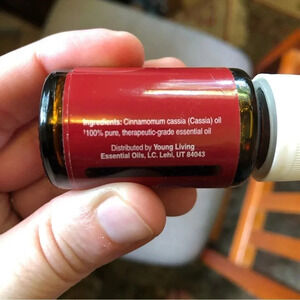 Ingredients: Cinnamomum cassia (Cassia) oil
†100% pure, therapeutic-grade essential oil
Distributed by Young Living
Essential Oils, LC. Lehi, UT 84043